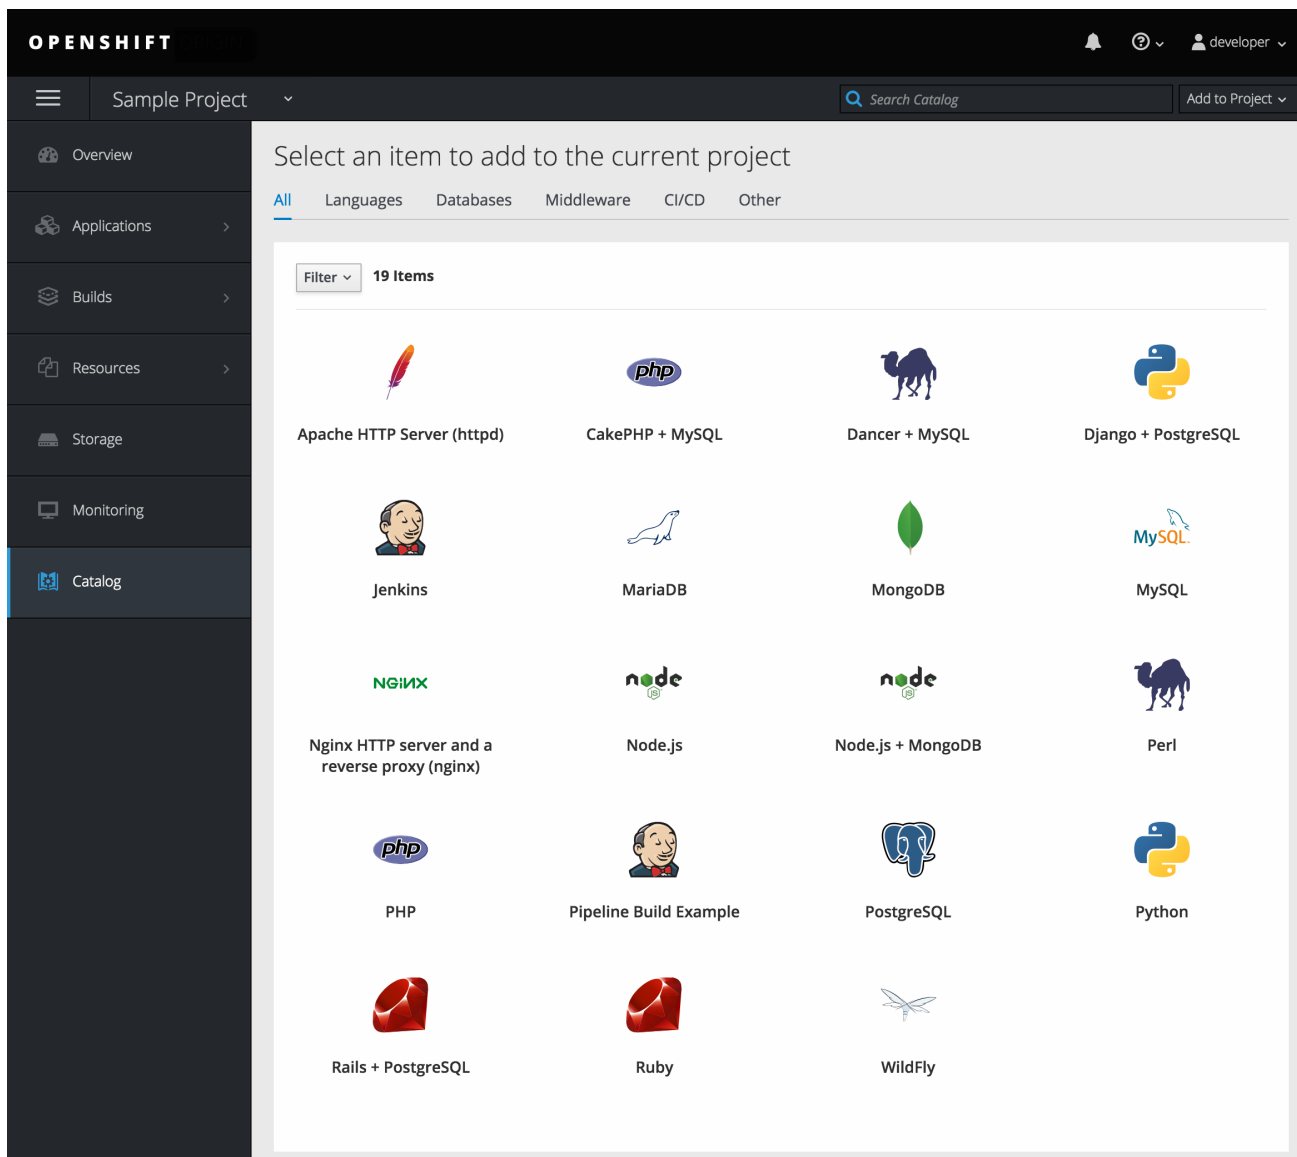 OPENSHIFT
developer
Sample Project
Search Catalog
Add to Project
Overview
Applications
Builds
Resources
Storage
Monitoring
Catalog
Select an item to add to the current project
All Languages Databases Middleware CI/CD Other
Filter 19 Items
php
Apache HTTP Server (httpd) CakePHP + MySQL Dancer + MySQL Django + PostgreSQL
MySQL
Jenkins MariaDB MongoDB MySQL
NGINX node JS node JS
Nginx HTTP server and a
reverse proxy (nginx)
Node.js Node.js + MongoDB Perl
php
PHP Pipeline Build Example PostgreSQL Python
Rails + PostgreSQL Ruby WildFly